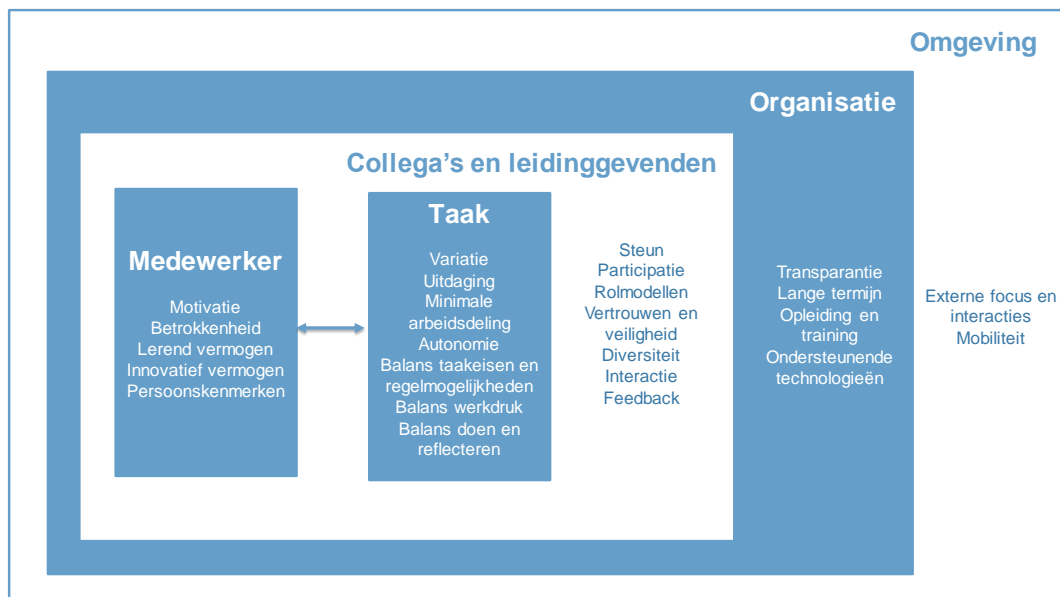 Omgeving
Organisatie
Collega’s en leidinggevenden
Medewerker
Motivatie
Betrokkenheid
Lerend vermogen
Innovatief vermogen
Persoonskenmerken
Taak
Variatie
Uitdaging
Minimale
arbeidsdeling
Autonomie
Balans taakeisen en
regelmogelijkheden
Balans werkdruk
Balans doen en
reflecteren
Steun
Participatie
Rolmodellen
Vertrouwen en
veiligheid
Diversiteit
Interactie
Feedback
Transparantie
Lange termijn
Opleiding en
training
Ondersteunende
technologieën
Externe focus en
interacties
Mobiliteit